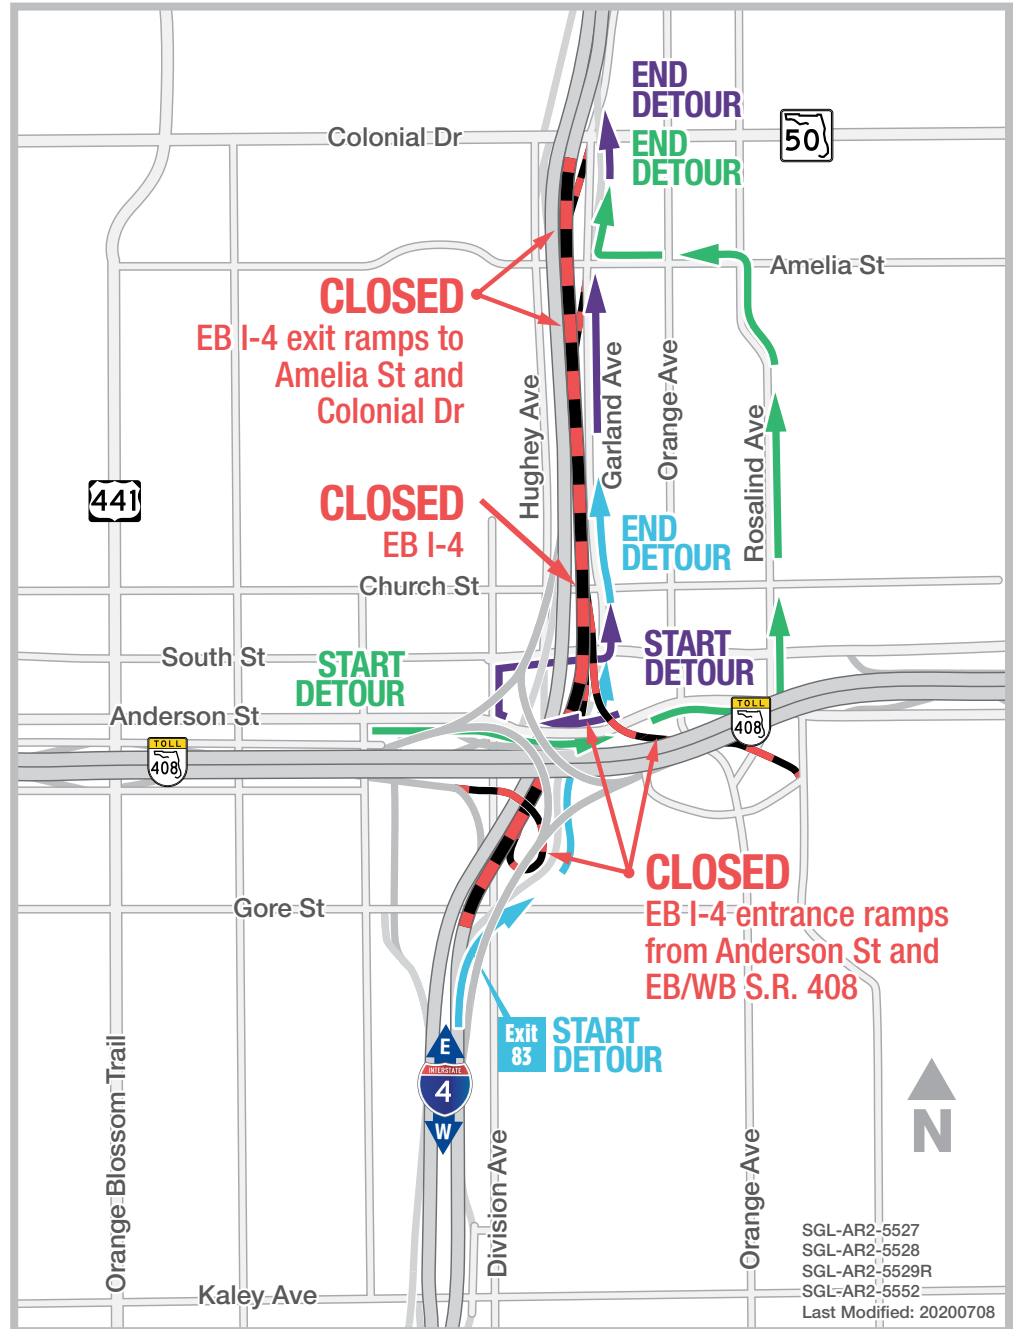 END
DETOUR
50
Colonial Dr
END
DETOUR
Amelia St
CLOSED
EB I-4 exit ramps to
Amelia St and
Colonial Dr
Hughey Ave
Garland Ave
Orange Ave
Rosalind Ave
441
CLOSED
EB I-4
END
DETOUR
Church St
South St
START
DETOUR
START
DETOUR
Anderson St
TOLL
408
TOLL
408
CLOSED
EB I-4 entrance ramps
from Anderson St and
EB/WB S.R. 408
Gore St
Exit
83
START
DETOUR
E
INTERSTATE
4
W
N
Orange Blossom Trail
Division Ave
Orange Ave
Kaley Ave
SGL-AR2-5527
SGL-AR2-5528
SGL-AR2-5529R
SGL-AR2-5552
Last Modified: 20200708